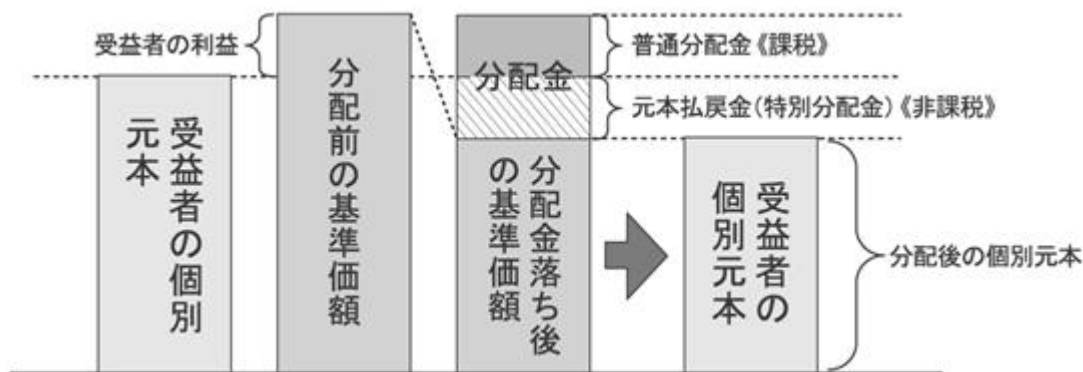 受益者の利益
受益者の個別
元本
分配前の基準価額
分配金
分配金落ち後
の基準価額
普通分配金《課税》
元本払戻金(特別分配金)《非課税》
受益者の
個別元本
分配後の個別元本